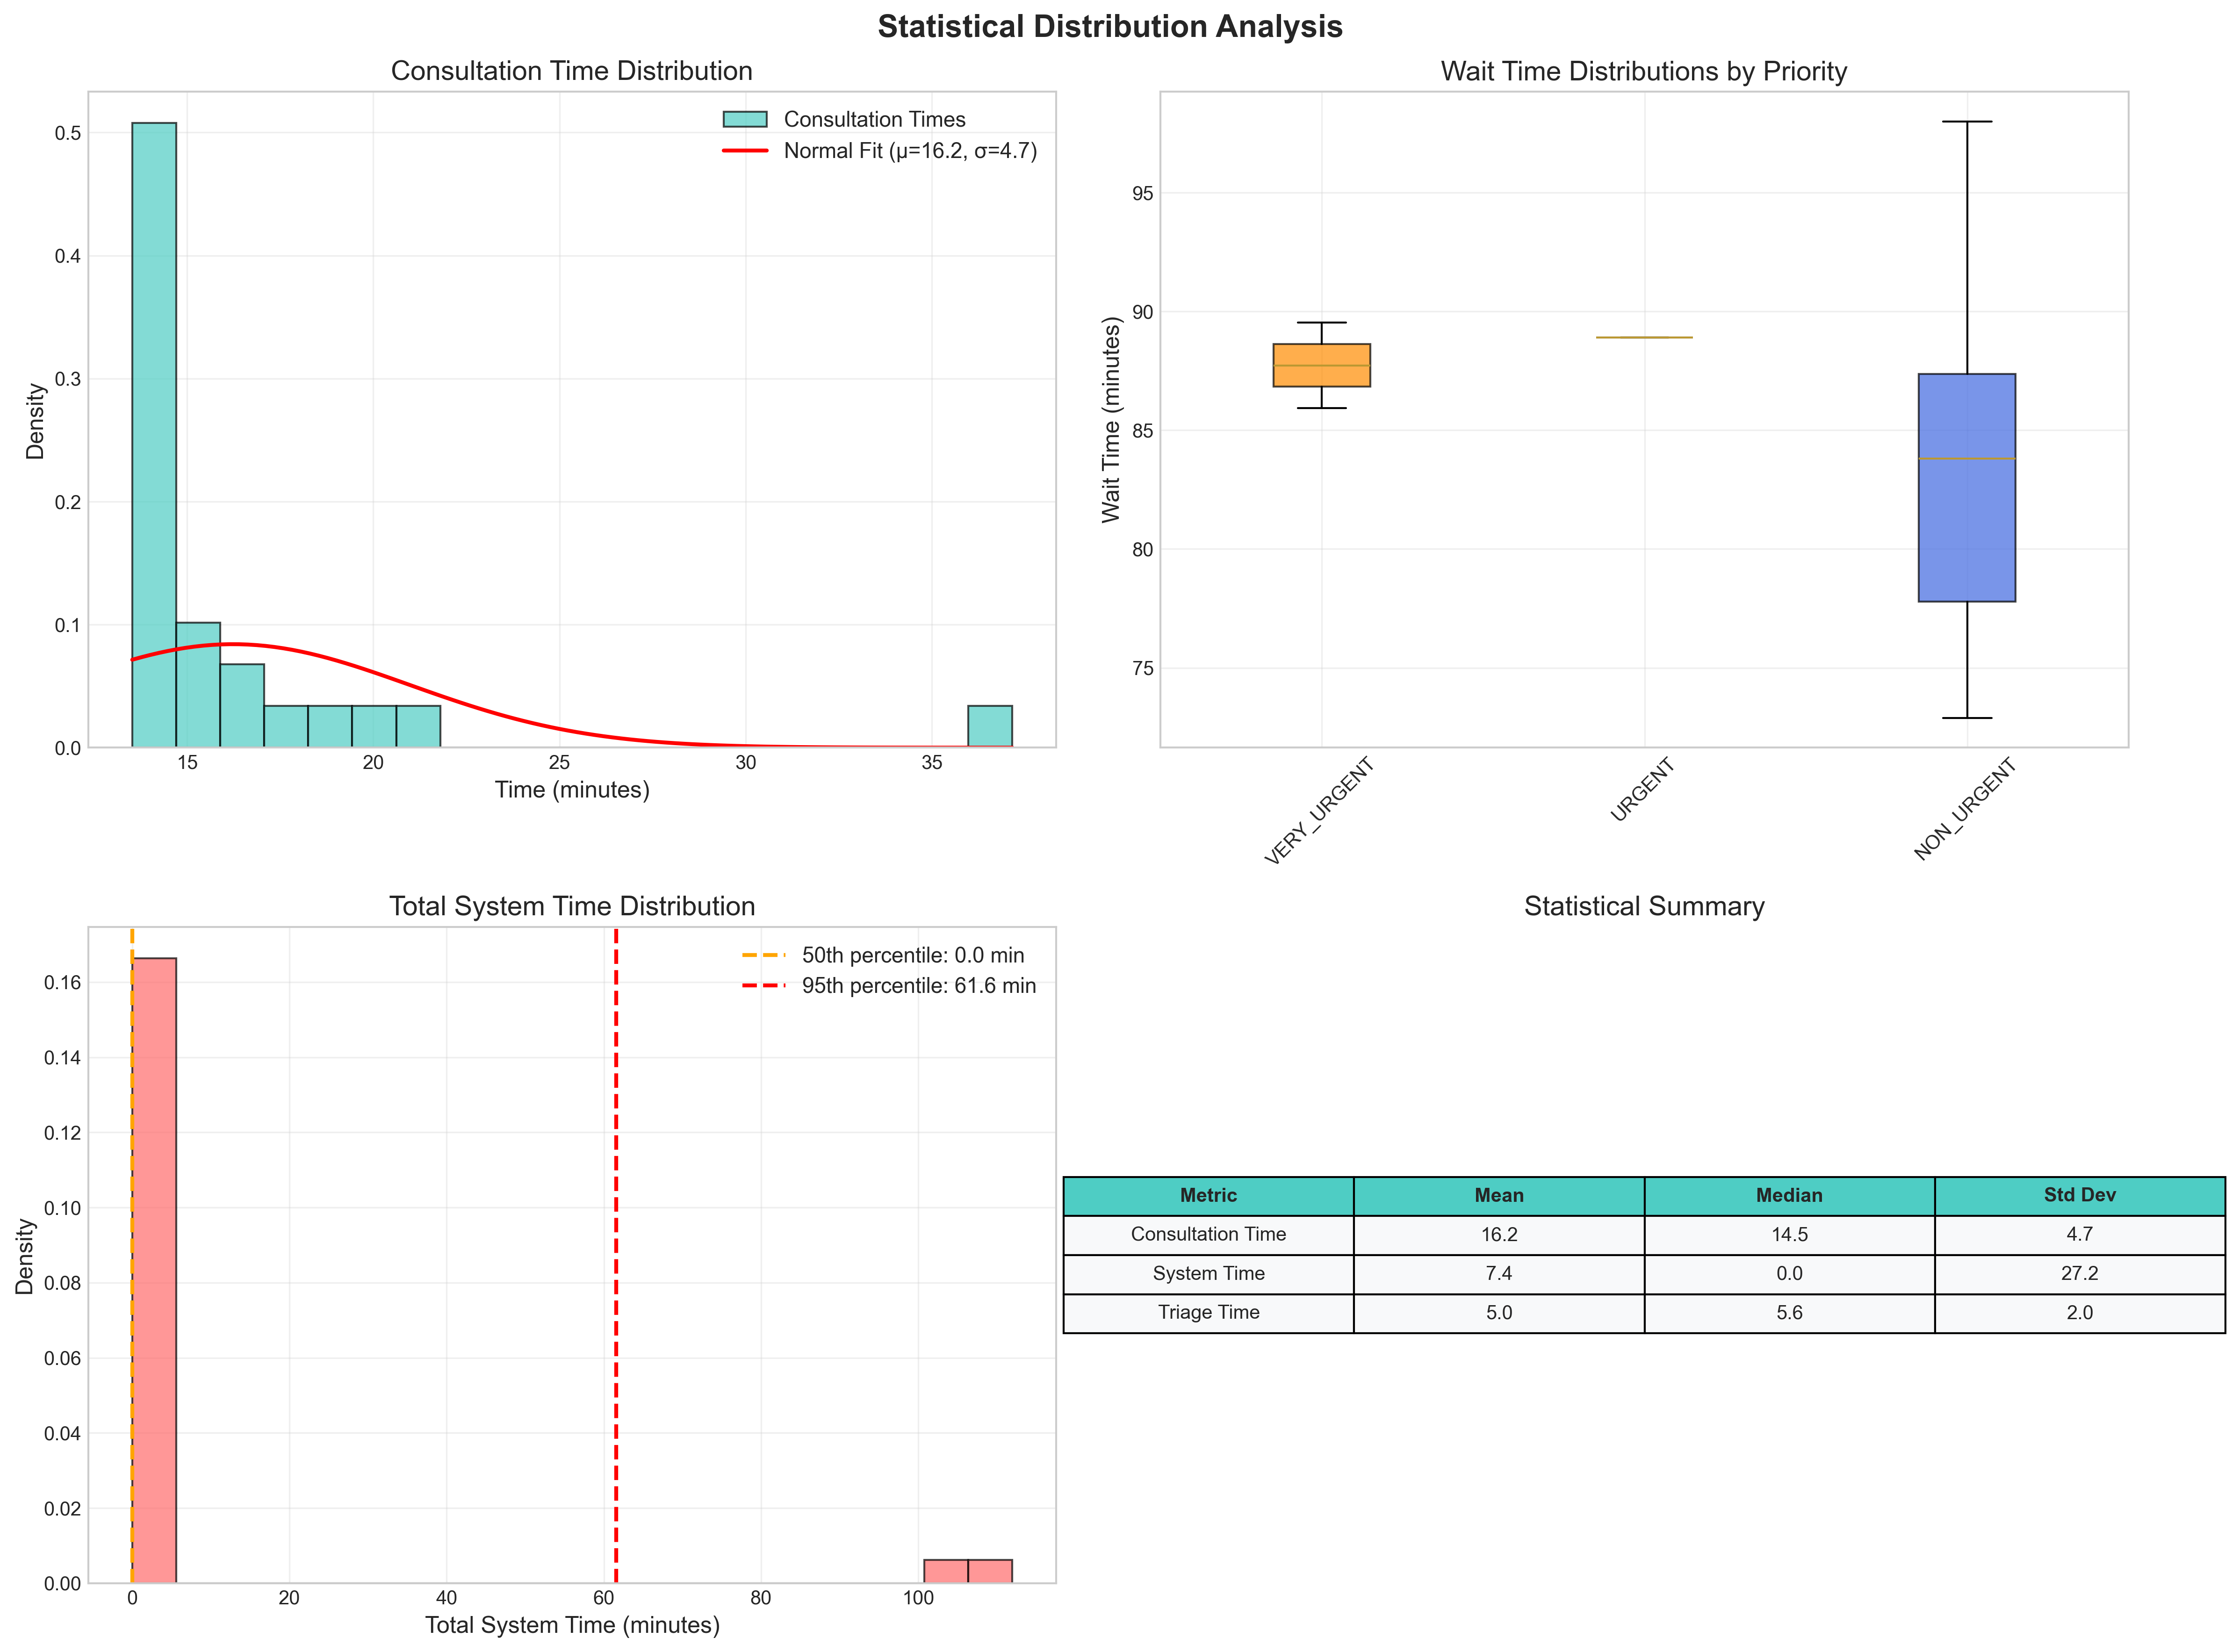 Statistical Distribution Analysis
Consultation Time Distribution
Consultation Times
Normal Fit (μ=16.2, σ=4.7)
Density
0.5
0.4
0.3
0.2
0.1
0.0
15 20 25 30 35
Time (minutes)
Wait Time Distributions by Priority
Wait Time (minutes)
95
90
85
80
75
VERY_URGENT URGENT NON_URGENT
Total System Time Distribution
50th percentile: 0.0 min
95th percentile: 61.6 min
Density
0.16
0.14
0.12
0.10
0.08
0.06
0.04
0.02
0.00
0 20 40 60 80 100
Total System Time (minutes)
Statistical Summary
Metric Mean Median Std Dev
Consultation Time 16.2 14.5 4.7
System Time 7.4 0.0 27.2
Triage Time 5.0 5.6 2.0